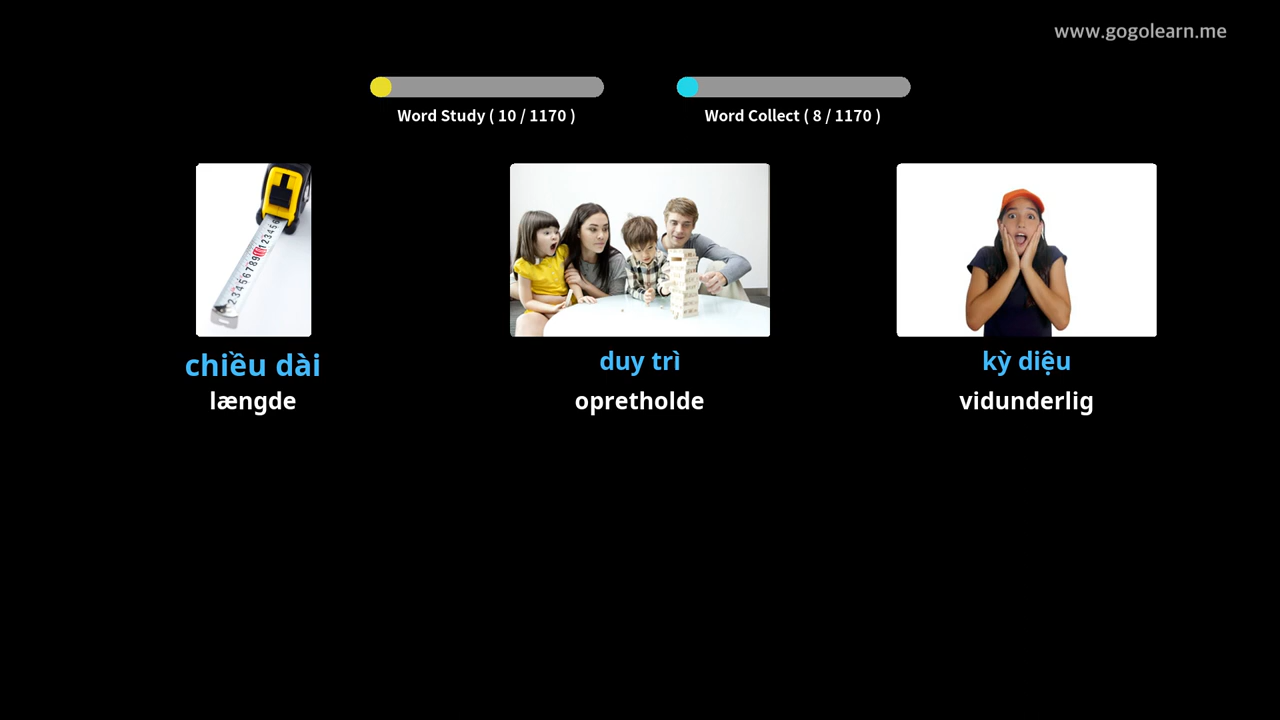 www.gogolearn.me
Word Study ( 10 / 1170 )
Word Collect ( 8 / 1170 )
chiều dài
længde
duy trì
opretholde
kỳ diệu
vidunderlig